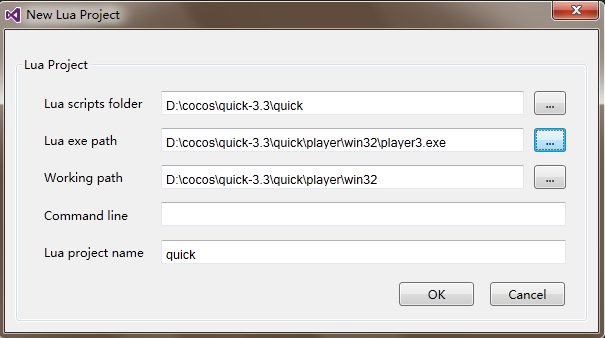 New Lua Project
Lua Project
Lua scripts folder D:\cocos\quick-3.3\quick ...
Lua exe path D:\cocos\quick-3.3\quick\player\win32\player3.exe ...
Working path D:\cocos\quick-3.3\quick\player\win32 ...
Command line
Lua project name quick
OK Cancel